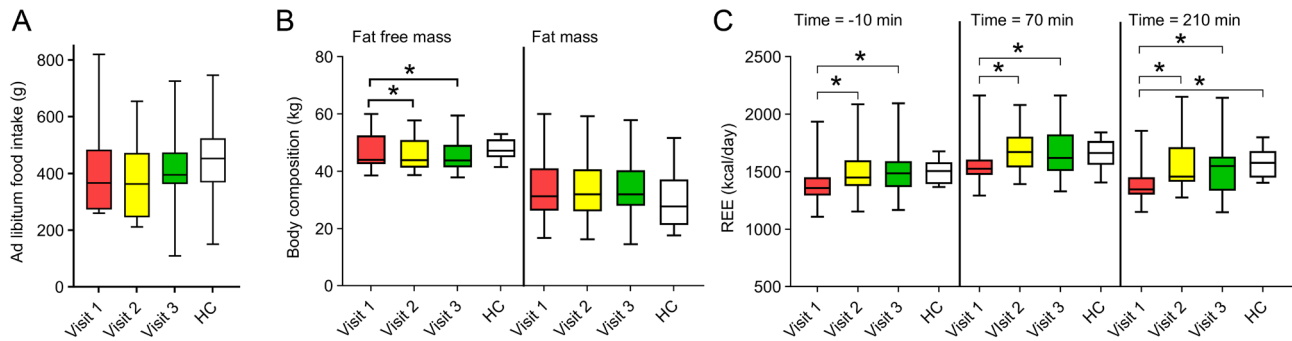 A
Ad libitum food intake (g)
800
600
400
200
0
Visit 1
Visit 2
Visit 3
HC
B
Fat free mass
Fat mass
Body composition (kg)
80
60
40
20
0
*
*
Visit 1
Visit 2
Visit 3
HC
Visit 1
Visit 2
Visit 3
HC
C
Time = -10 min
Time = 70 min
Time = 210 min
REE (kcal/day)
2500
2000
1500
1000
500
*
*
*
*
*
*
*
Visit 1
Visit 2
Visit 3
HC
Visit 1
Visit 2
Visit 3
HC
Visit 1
Visit 2
Visit 3
HC